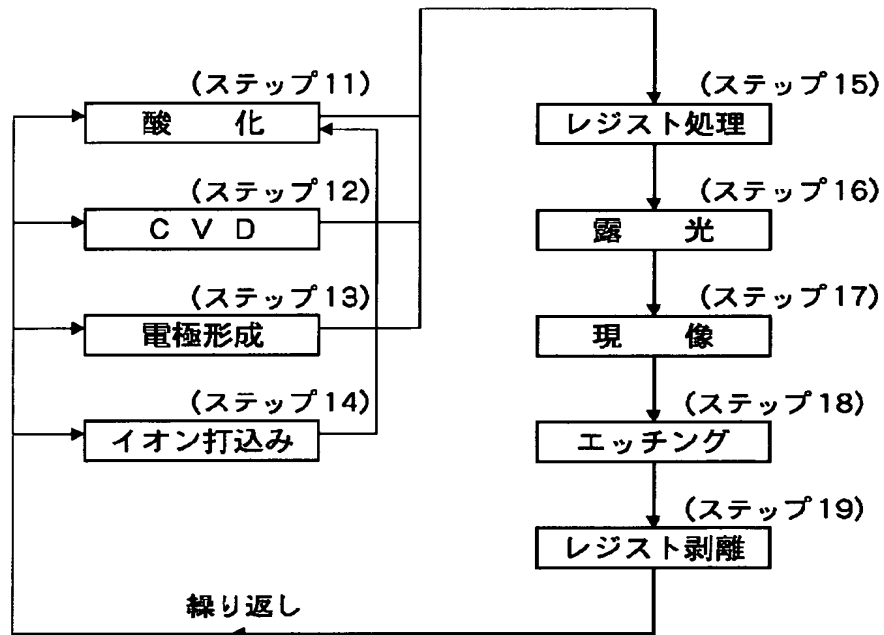 (ステップ11)
酸 化
(ステップ12)
C V D
(ステップ13)
電極形成
(ステップ14)
イオン打込み
(ステップ15)
レジスト処理
(ステップ16)
露 光
(ステップ17)
現 像
(ステップ18)
エッチング
(ステップ19)
レジスト剥離
繰り返し